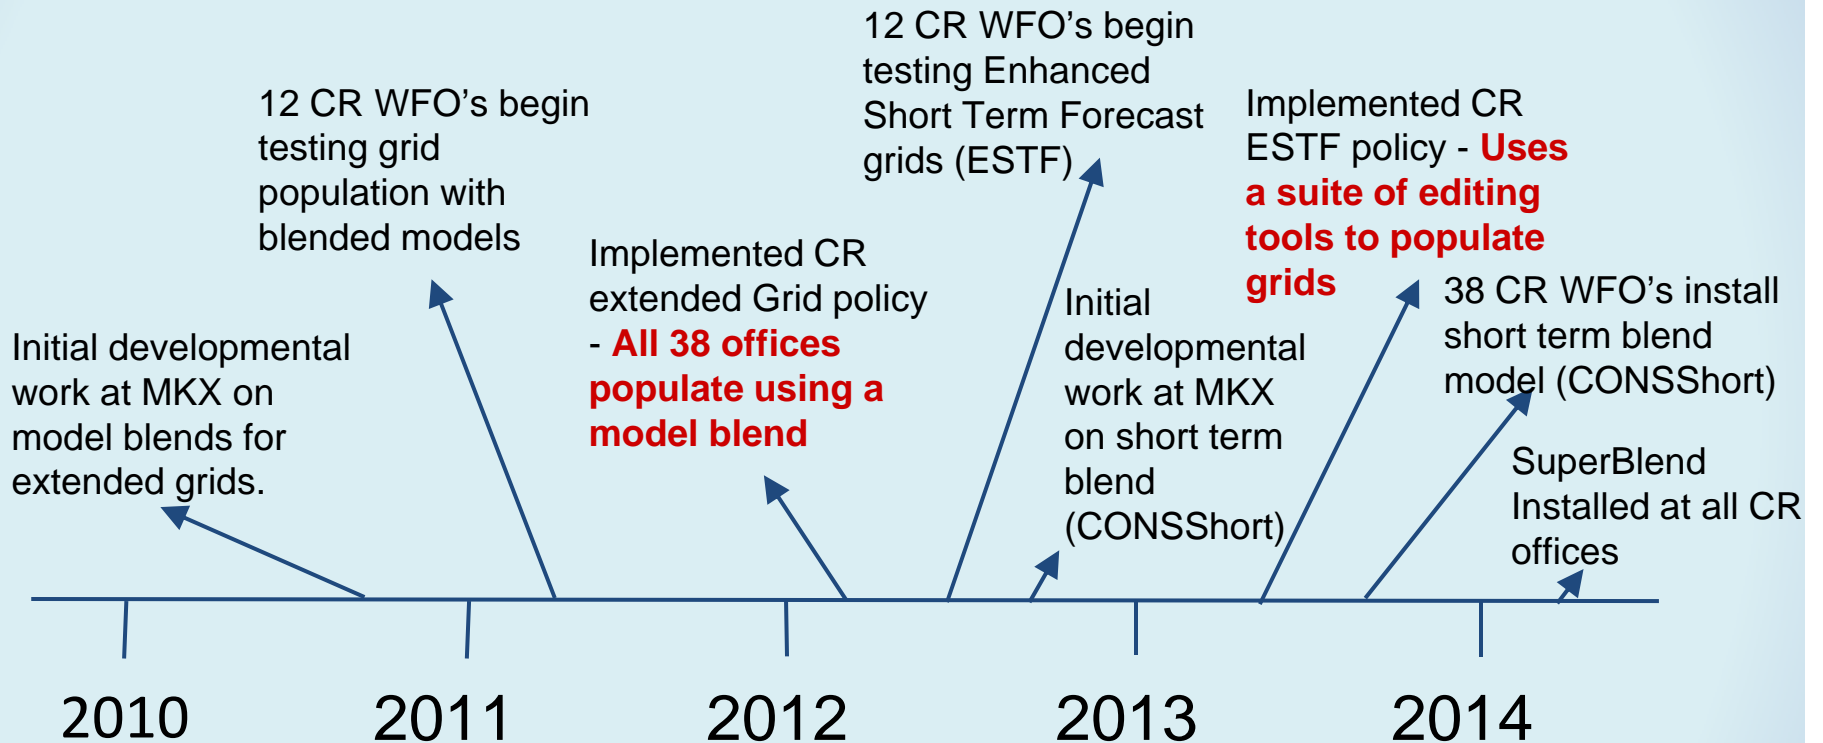 Initial developmental
work at MKX on
model blends for
extended grids.
12 CR WFO’s begin
testing grid
population with
blended models
Implemented CR
extended Grid policy
- All 38 offices
populate using a
model blend
12 CR WFO’s begin
testing Enhanced
Short Term Forecast
grids (ESTF)
Initial
developmental
work at MKX
on short term
blend
(CONSShort)
Implemented CR
ESTF policy - Uses
a suite of editing
tools to populate
grids
38 CR WFO’s install
short term blend
model (CONSShort)
SuperBlend
Installed at all CR
offices
2010
2011
2012
2013
2014